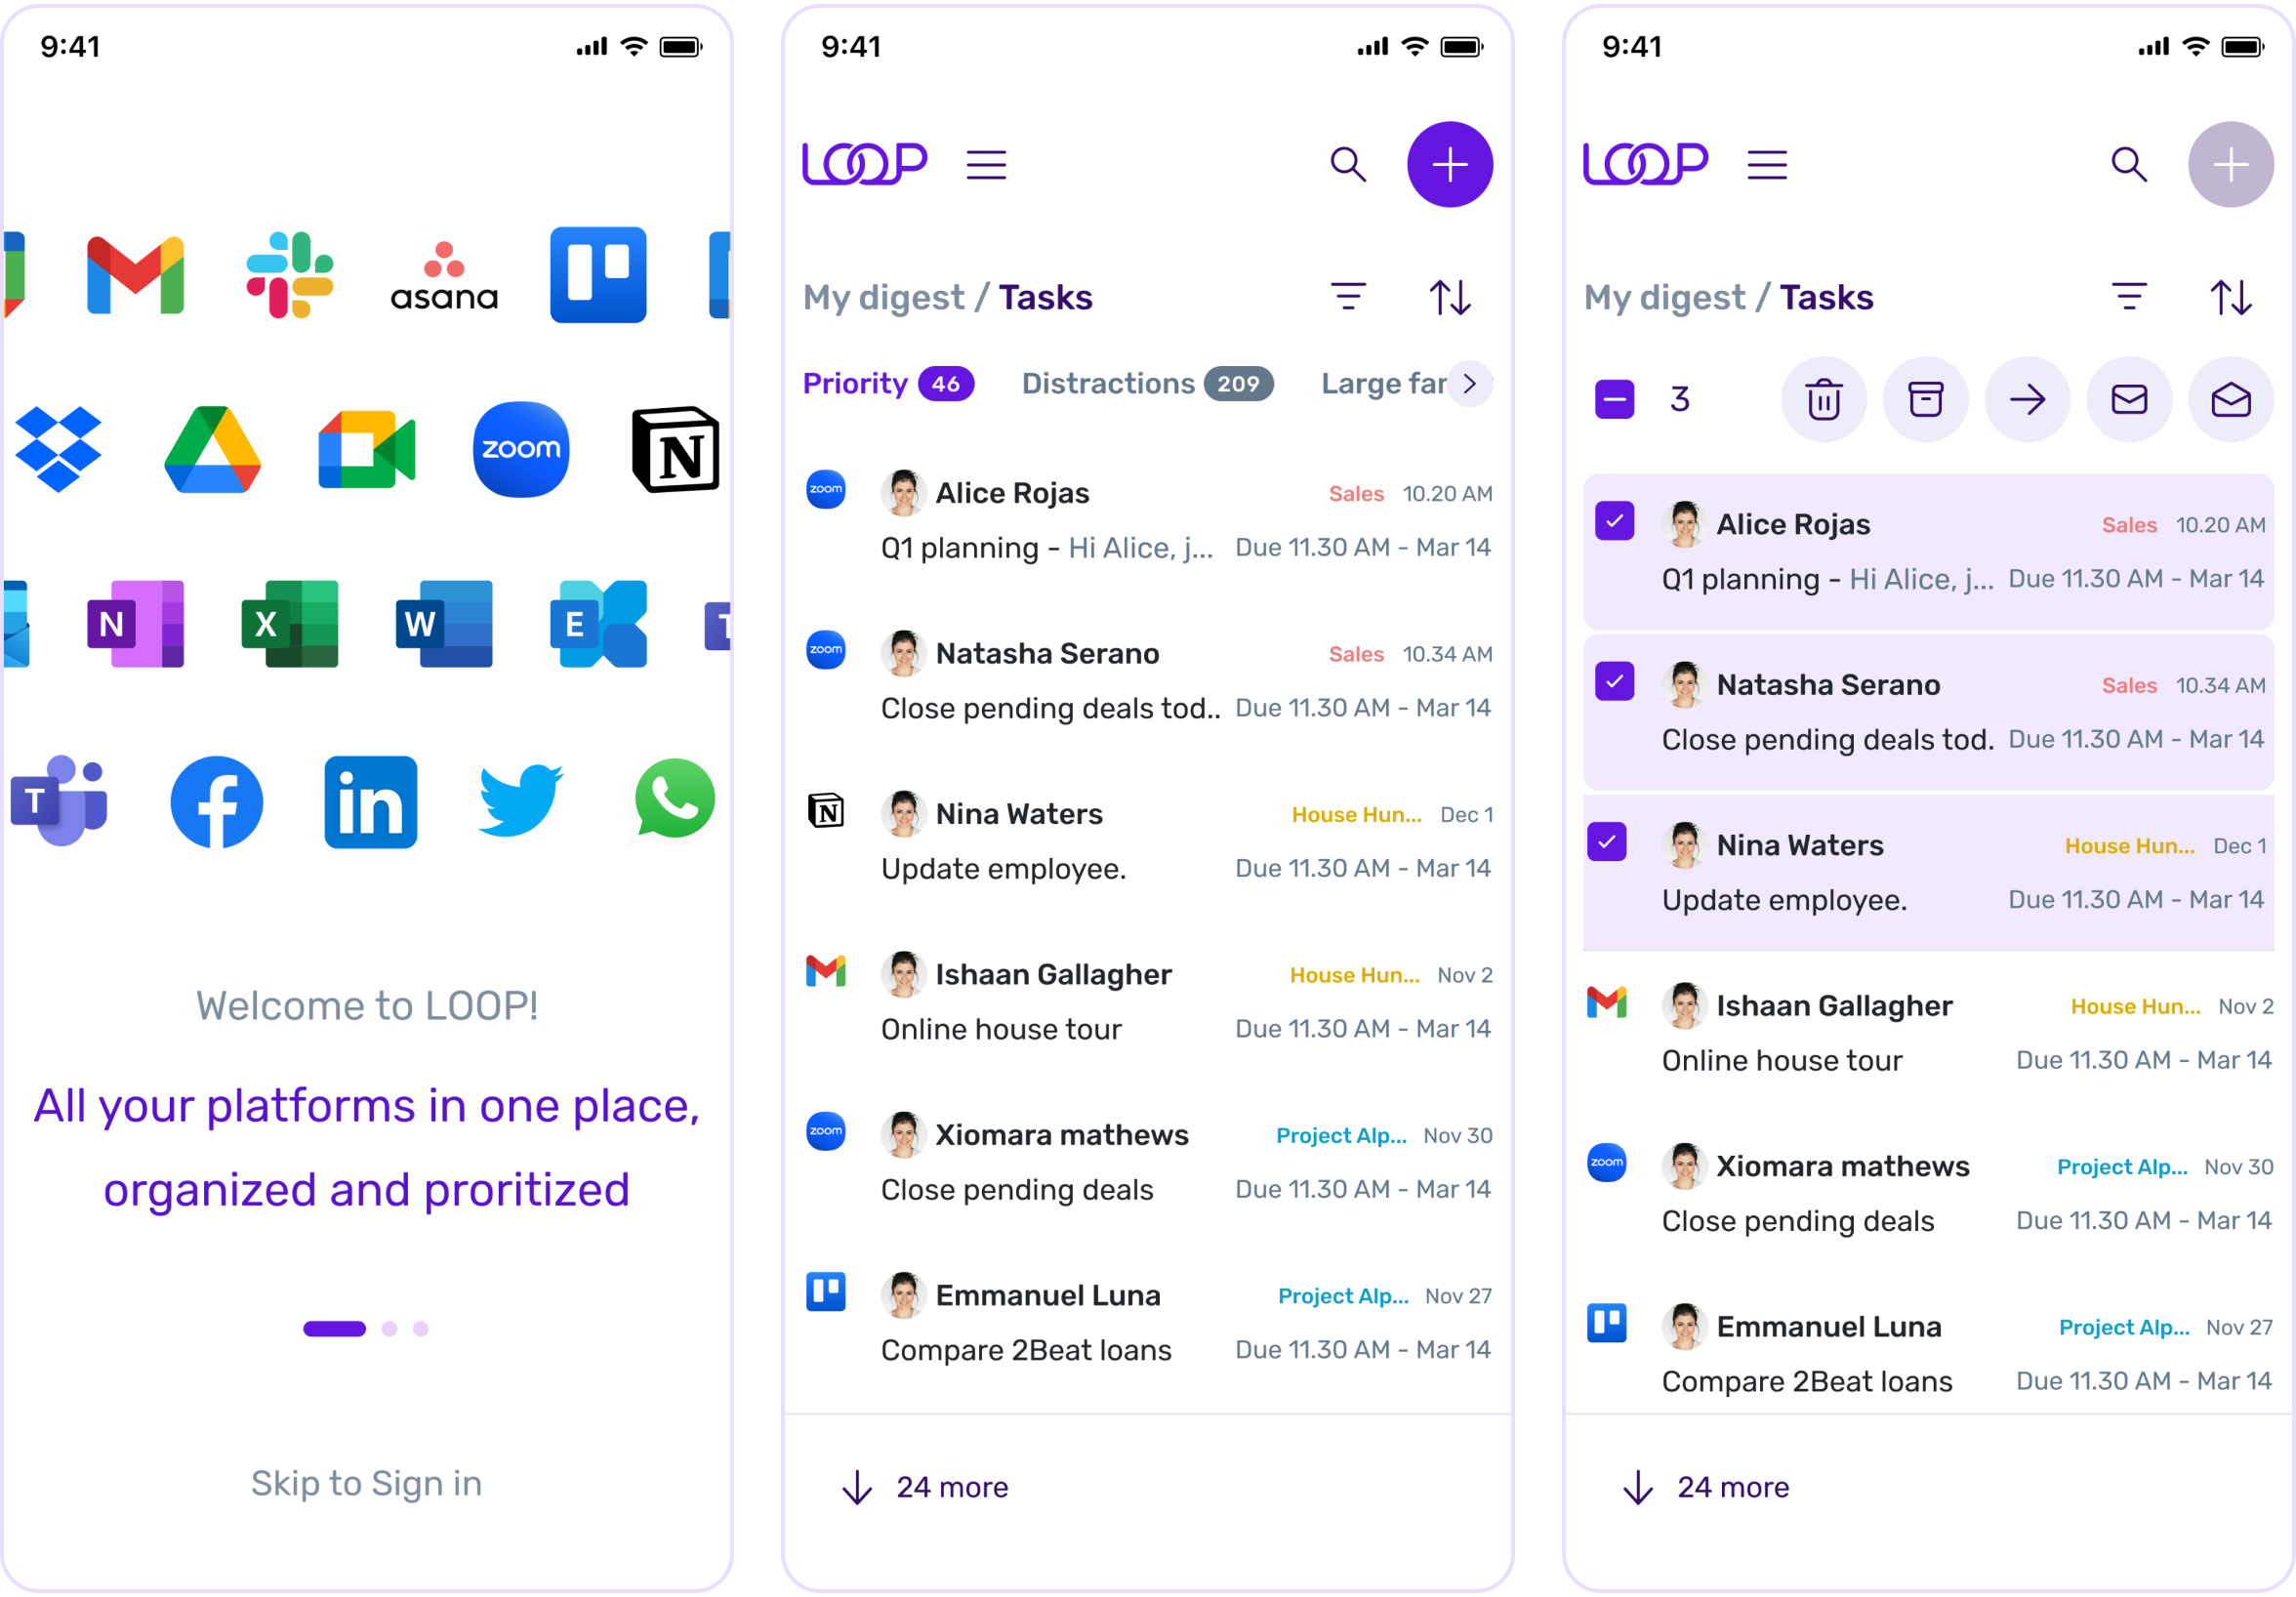 9:41
asana
zoom
N
N
X
W
E
T
T
in
Welcome to LOOP!
All your platforms in one place,
organized and proritized
Skip to Sign in
9:41
LOOP
My digest / Tasks
Priority 46 Distractions 209 Large far
zoom Alice Rojas Sales 10.20 AM
Q1 planning - Hi Alice, j... Due 11.30 AM - Mar 14
zoom Natasha Serano Sales 10.34 AM
Close pending deals tod.. Due 11.30 AM - Mar 14
N Nina Waters House Hun... Dec 1
Update employee. Due 11.30 AM - Mar 14
Ishaan Gallagher House Hun... Nov 2
Online house tour Due 11.30 AM - Mar 14
zoom Xiomara mathews Project Alp... Nov 30
Close pending deals Due 11.30 AM - Mar 14
Emmanuel Luna Project Alp... Nov 27
Compare 2Beat loans Due 11.30 AM - Mar 14
24 more
9:41
LOOP
My digest / Tasks
3
Alice Rojas Sales 10.20 AM
Q1 planning - Hi Alice, j... Due 11.30 AM - Mar 14
Natasha Serano Sales 10.34 AM
Close pending deals tod. Due 11.30 AM - Mar 14
Nina Waters House Hun... Dec 1
Update employee. Due 11.30 AM - Mar 14
Ishaan Gallagher House Hun... Nov 2
Online house tour Due 11.30 AM - Mar 14
zoom Xiomara mathews Project Alp... Nov 30
Close pending deals Due 11.30 AM - Mar 14
Emmanuel Luna Project Alp... Nov 27
Compare 2Beat loans Due 11.30 AM - Mar 14
24 more